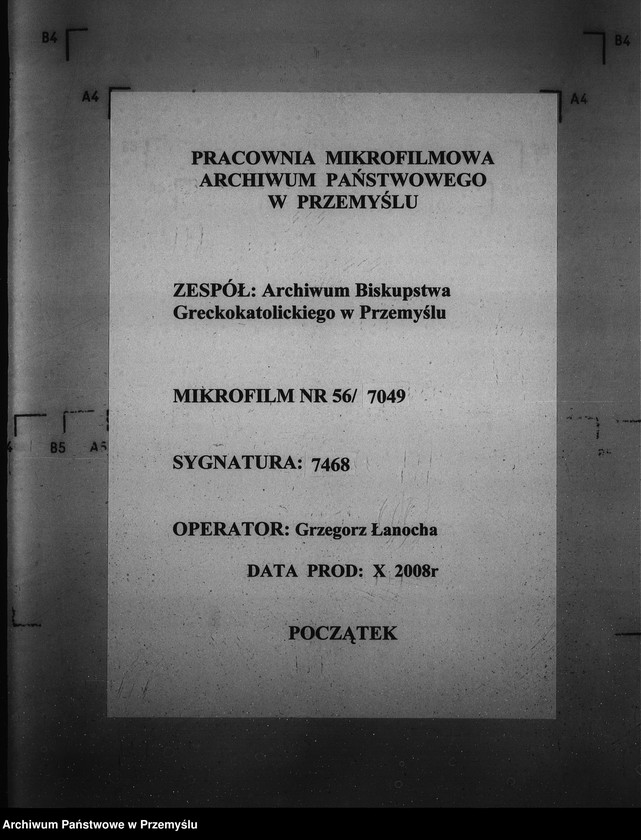 B4
B4
A4
A4
PRACOWNIA MIKROFILMOWA
ARCHIWUM PAŃSTWOWEGO
W PRZEMYŚLU
ZESPÓŁ: Archiwum Biskupstwa
Greckokatolickiego w Przemyślu
MIKROFILM NR 56/ 7049
B5 A5
SYGNATURA: 7468
OPERATOR: Grzegorz Łanocha
DATA PROD: X 2008r
POCZĄTEK
Archiwum Państwowe w Przemyślu